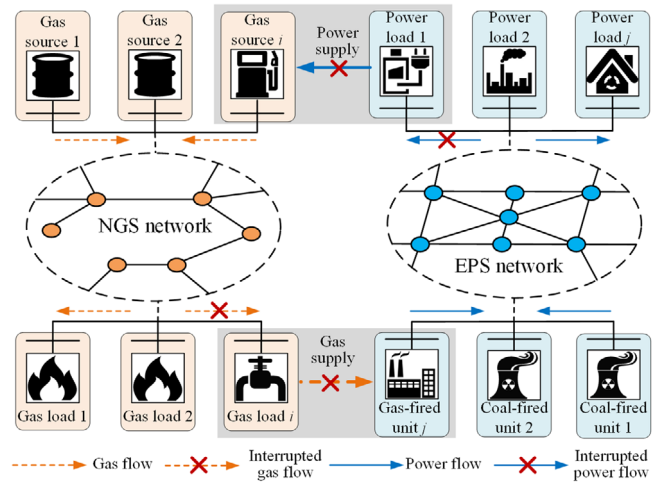 Gas
source 1
Gas
source 2
Gas
source i
Power
supply
Power
load 1
Power
load 2
Power
load j
NGS network
EPS network
Gas load 1
Gas load 2
Gas load i
Gas
supply
Gas-fired
unit j
Coal-fired
unit 2
Coal-fired
unit 1
Gas flow
Interrupted
gas flow
Power flow
Interrupted
power flow